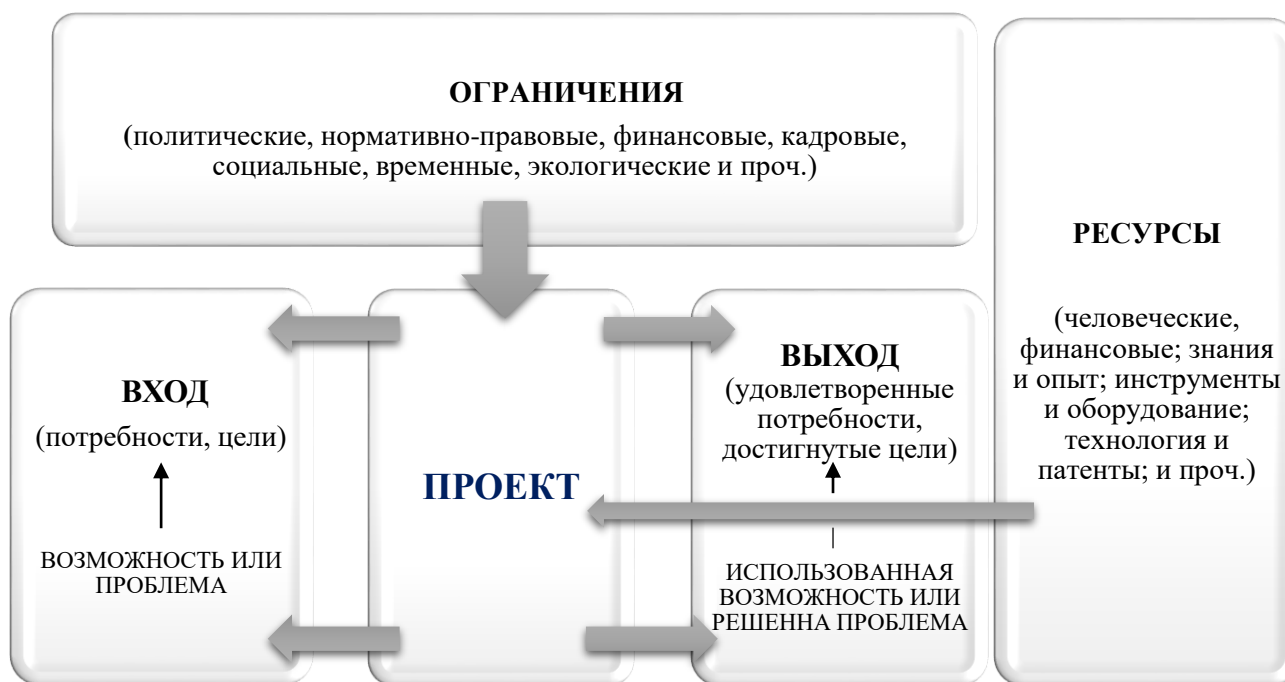 ОГРАНИЧЕНИЯ
(политические, нормативно-правовые, финансовые, кадровые,
социальные, временные, экологические и проч.)
РЕСУРСЫ
(человеческие,
финансовые; знания
и опыт; инструменты
и оборудование;
технология и
патенты; и проч.)
ВХОД
(потребности, цели)
ВОЗМОЖНОСТЬ ИЛИ
ПРОБЛЕМА
ПРОЕКТ
ВЫХОД
(удовлетворенные
потребности,
достигнутые цели)
ИСПОЛЬЗОВАННАЯ
ВОЗМОЖНОСТЬ ИЛИ
РЕШЕННА ПРОБЛЕМА